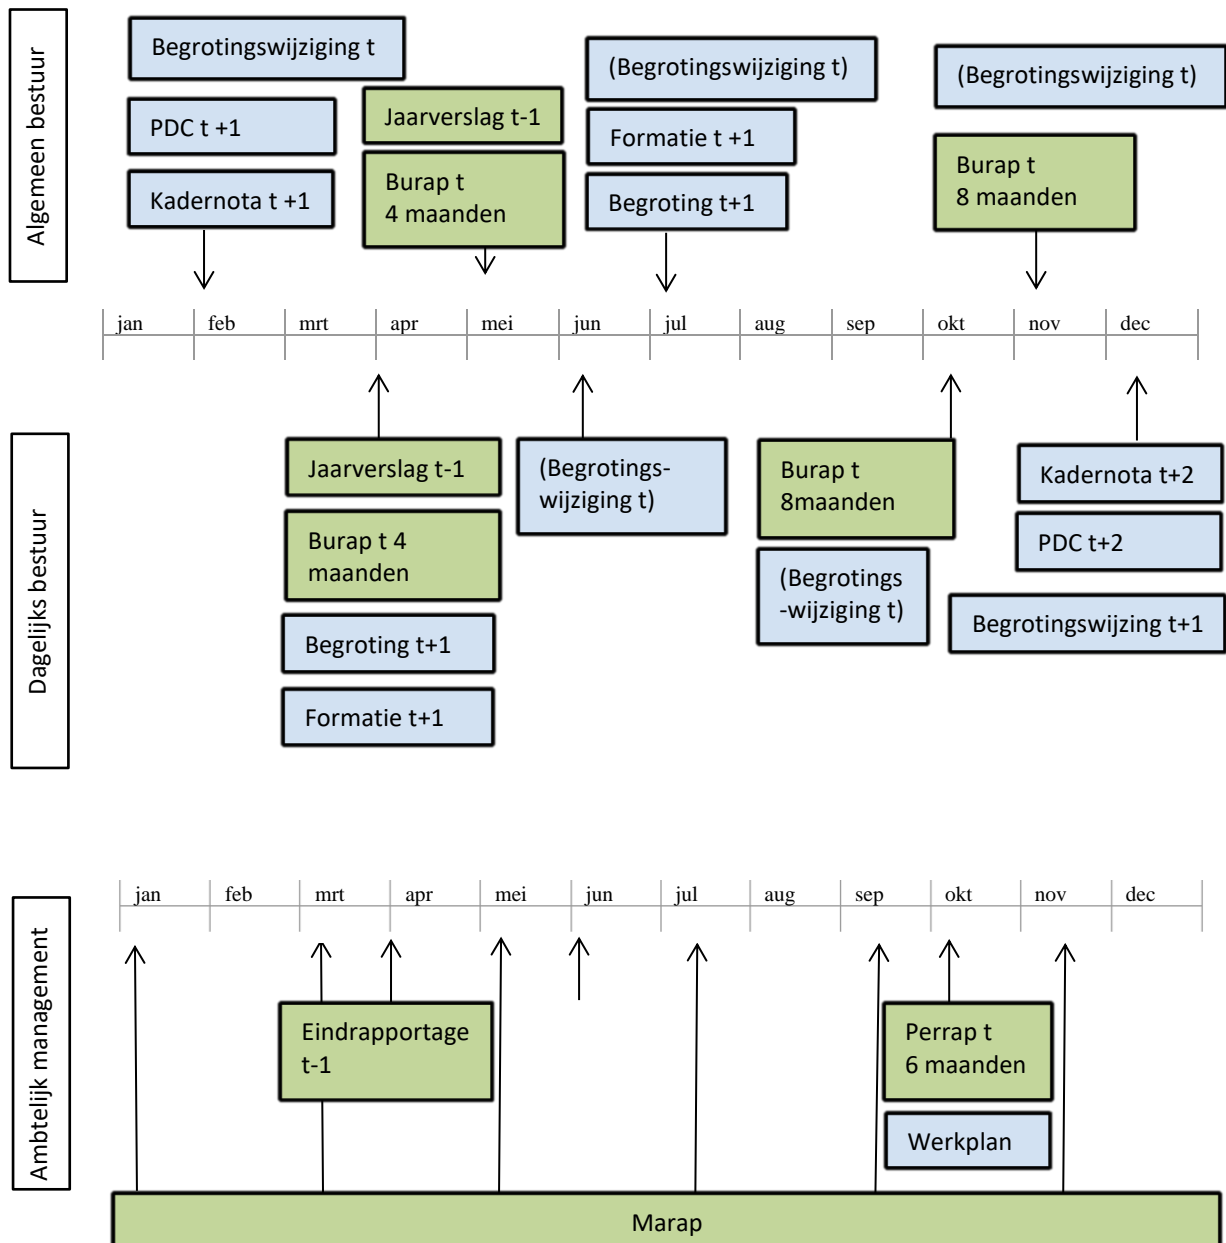 Algemeen bestuur
Begrotingswijziging t
PDC t +1
Kadernota t +1
Jaarverslag t-1
Burap t
4 maanden
(Begrotingswijziging t)
Formatie t +1
Begroting t+1
(Begrotingswijziging t)
Burap t
8 maanden
jan feb mrt apr mei jun jul aug sep okt nov dec
Dagelijks bestuur
Jaarverslag t-1
Burap t 4
maanden
Begroting t+1
Formatie t+1
(Begrotings-
wijziging t)
Burap t
8maanden
(Begrotings
-wijziging t)
Kadernota t+2
PDC t+2
Begrotingswijzing t+1
jan feb mrt apr mei jun jul aug sep okt nov dec
Ambtelijk management
Eindrapportage
t-1
Perrap t
6 maanden
Werkplan
Marap